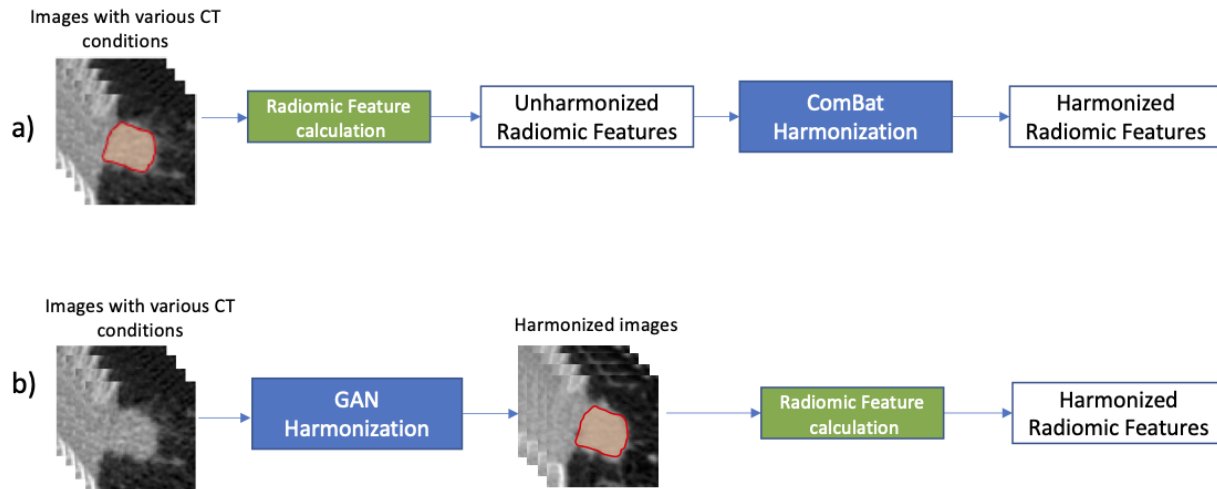 Images with various CT
conditions
a)
Radiomic Feature
calculation
Unharmonized
Radiomic Features
ComBat
Harmonization
Harmonized
Radiomic Features
Images with various CT
conditions
b)
GAN
Harmonization
Harmonized images
Radiomic Feature
calculation
Harmonized
Radiomic Features